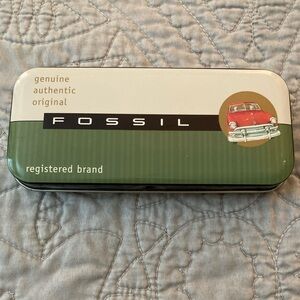 genuine
authentic
original
FOSSIL
registered brand